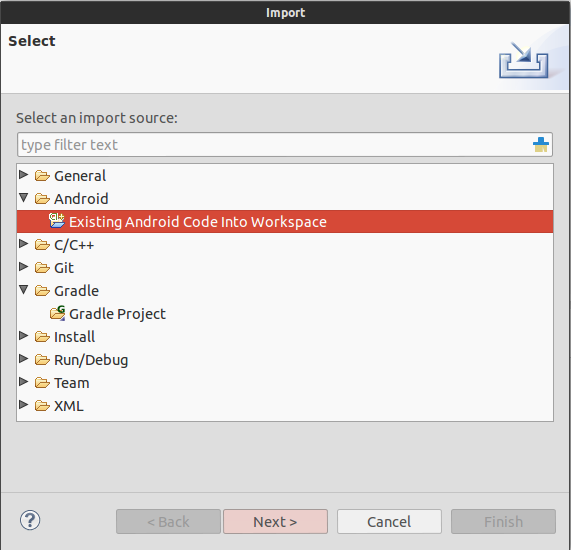 Import
Select
Select an import source:
type filter text
General
Android
Existing Android Code Into Workspace
C/C++
Git
Gradle
G
Gradle Project
Install
Run/Debug
Team
XML
?
< Back
Next >
Cancel
Finish